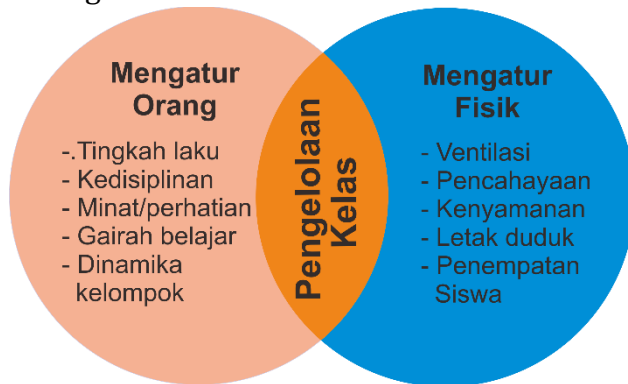 Mengatur
Orang
-.Tingkah laku
- Kedisiplinan
- Minat/perhatian
- Gairah belajar
- Dinamika
kelompok
Pengelolaan
Kelas
Mengatur
Fisik
- Ventilasi
- Pencahayaan
- Kenyamanan
- Letak duduk
- Penempatan
Siswa